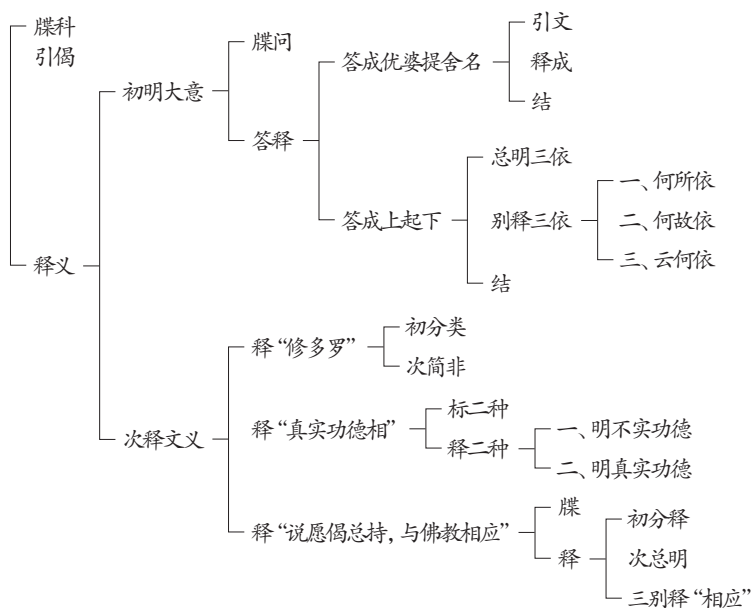 牒科
引偈
释义
初明大意
牒问
答释
答成优婆提舍名
引文
释成
结
答成上起下
总明三依
别释三依
一、何所依
二、何故依
三、云何依
结
次释文义
释“修多罗”
初分类
次简非
释“真实功德相”
标二种
释二种
一、明不实功德
二、明真实功德
释“说愿偈总持，与佛教相应”
牒
释
初分释
次总明
三别释“相应”